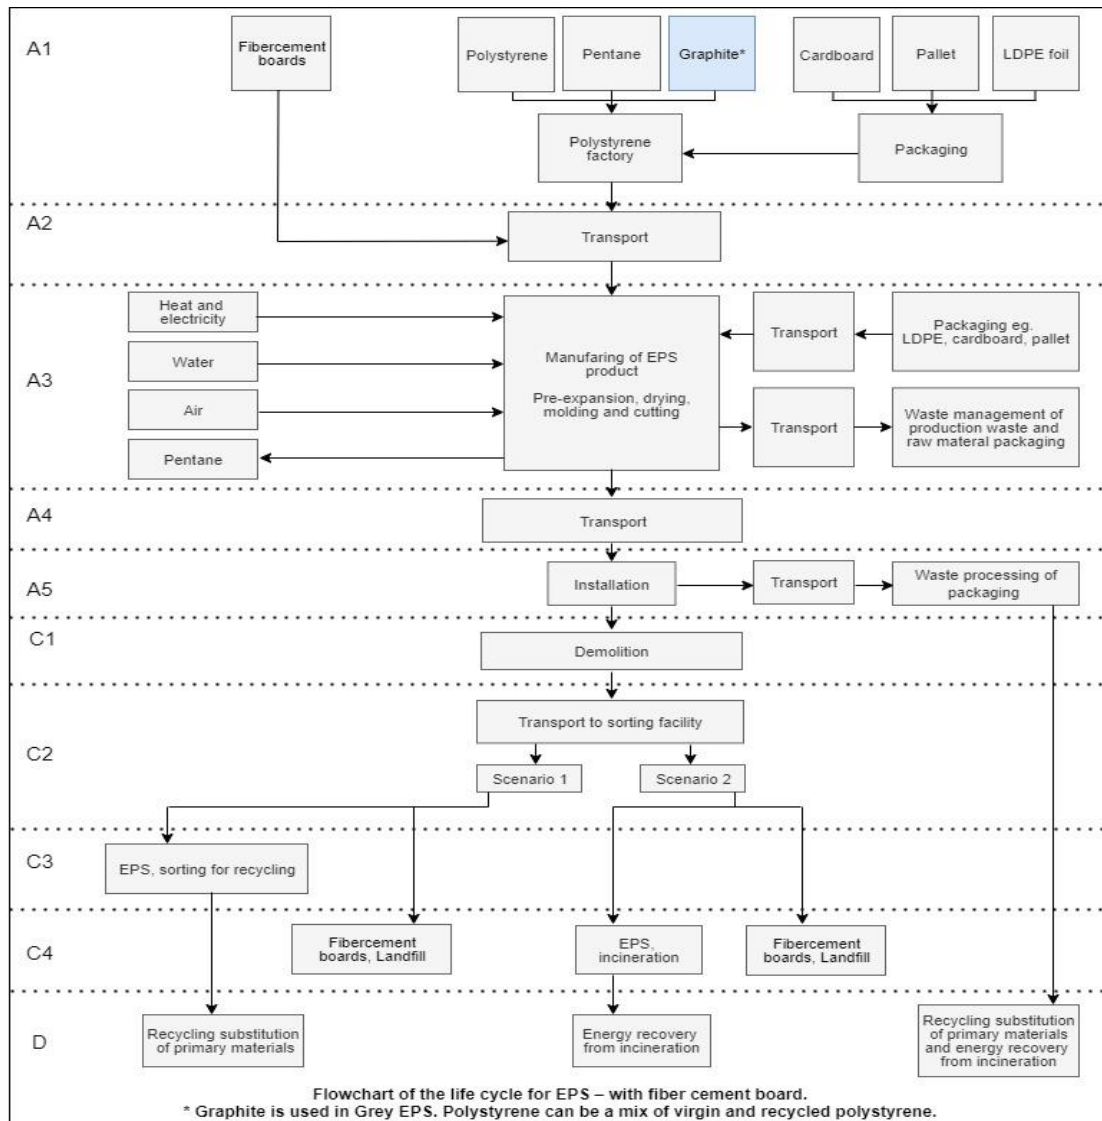 A1
Fibercement
boards
Polystyrene
Pentane
Graphite*
Cardboard
Pallet
LDPE foil
Polystyrene
factory
Packaging
A2
Transport
A3
Heat and
electricity
Water
Air
Pentane
Manufaring of EPS
product
Pre-expansion, drying,
molding and cutting
Transport
Packaging eg.
LDPE, cardboard, pallet
Transport
Waste management of
production waste and
raw materal packaging
A4
Transport
A5
Installation
Transport
Waste processing of
packaging
C1
Demolition
C2
Transport to sorting facility
Scenario 1
Scenario 2
C3
EPS, sorting for recycling
C4
Fibercement
boards, Landfill
EPS,
incineration
Fibercement
boards, Landfill
D
Recycling substitution
of primary materials
Energy recovery
from incineration
Recycling substitution
of primary materials
and energy recovery
from incineration
Flowchart of the life cycle for EPS – with fiber cement board.
* Graphite is used in Grey EPS. Polystyrene can be a mix of virgin and recycled polystyrene.